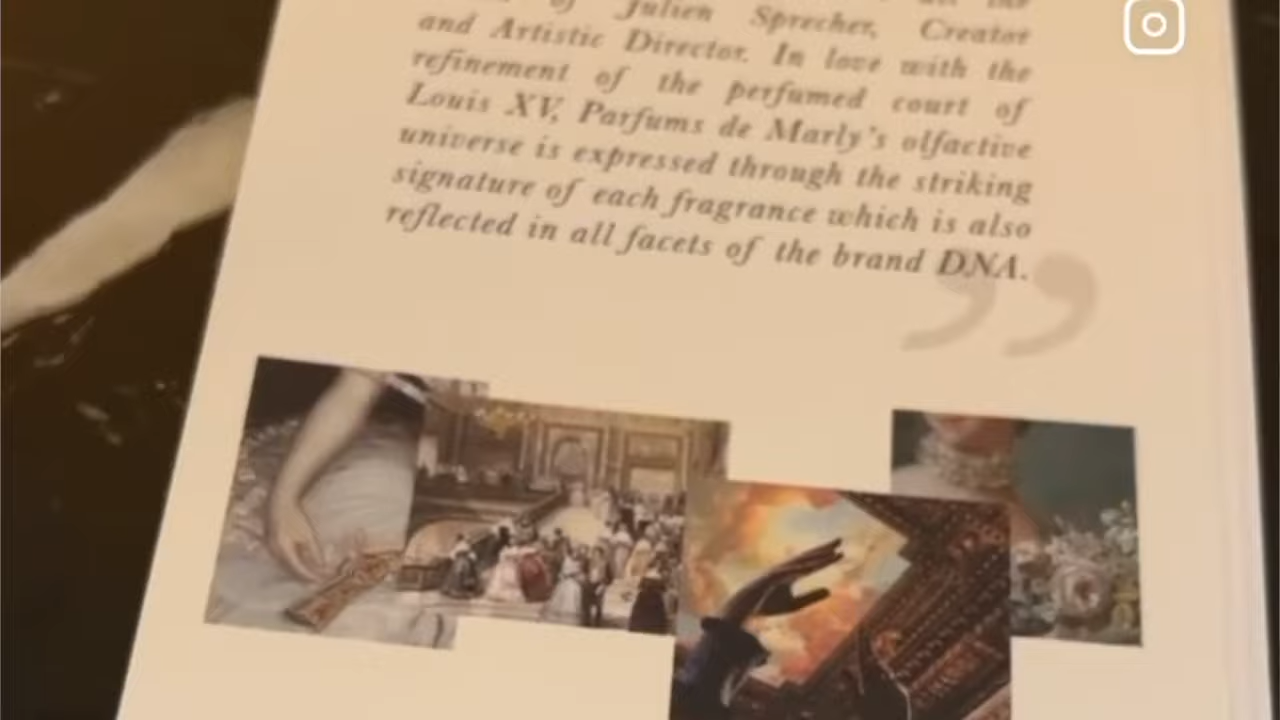 of Julien Sprecher, Creator
and Artistic Director. In love with the
refinement of the perfumed court of
Louis XV, Parfums de Marly's olfactive
universe is expressed through the striking
signature of each fragrance which is also
reflected in all facets of the brand DNA.
”